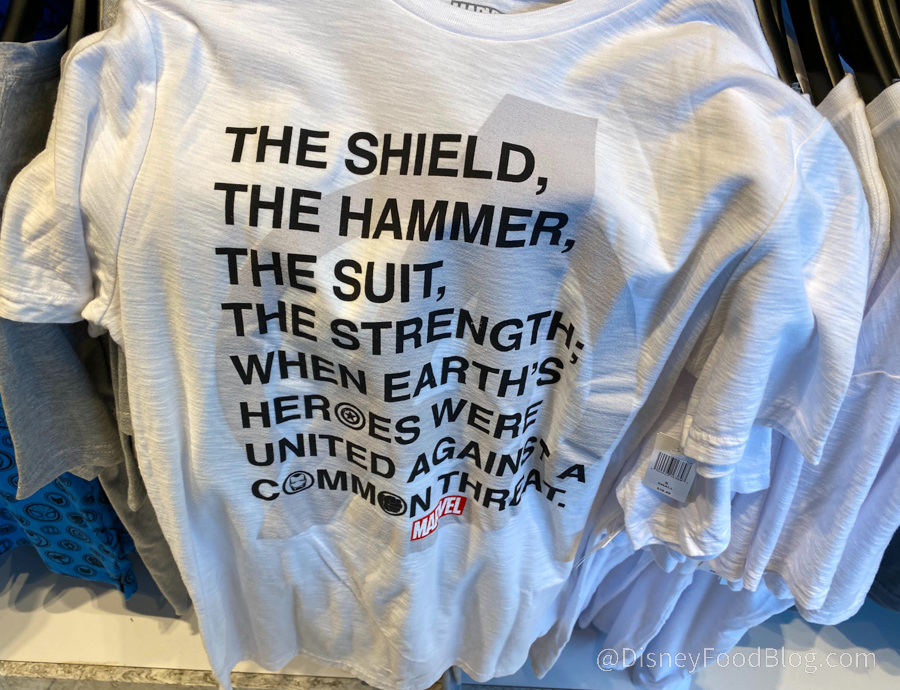 THE SHIELD,
THE HAMMER,
THE SUIT,
THE STRENGTH.
WHEN EARTH'S
HEROES WERE
UNITED AGAINST A
COMMON THREAT.
MARVEL
@DisneyFoodBlog.com